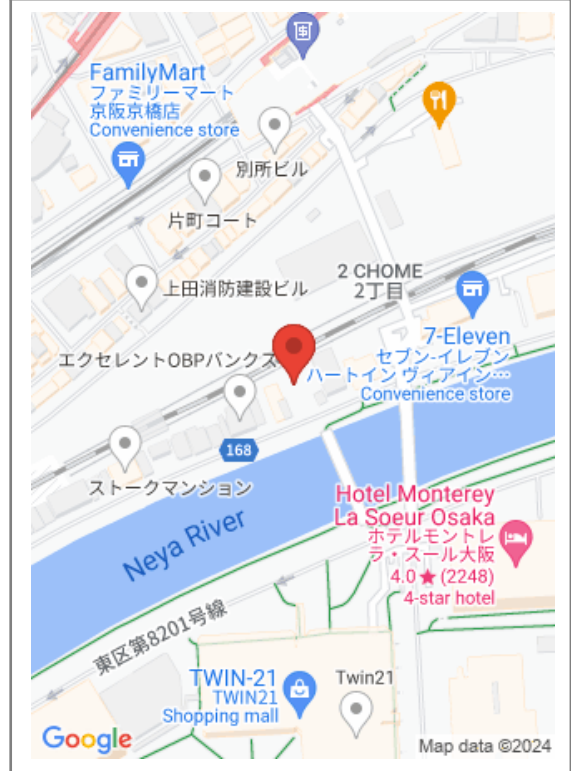 FamilyMart
ファミリーマート
京阪京橋店
Convenience store
別所ビル
片町コート
2 CHOME
2丁目
上田消防建設ビル
7-Eleven
セブン-イレブン
ハートイン ヴィアイン…
Convenience store
エクセレントOBPバンクス
168
ストークマンション
Hotel Monterey
La Soeur Osaka
ホテルモントレ
ラ・スール大阪
4.0★(2248)
4-star hotel
Neya River
東区第8201号線
TWIN-21
TWIN21
Shopping mall
Twin21
Google
Map data ©2024